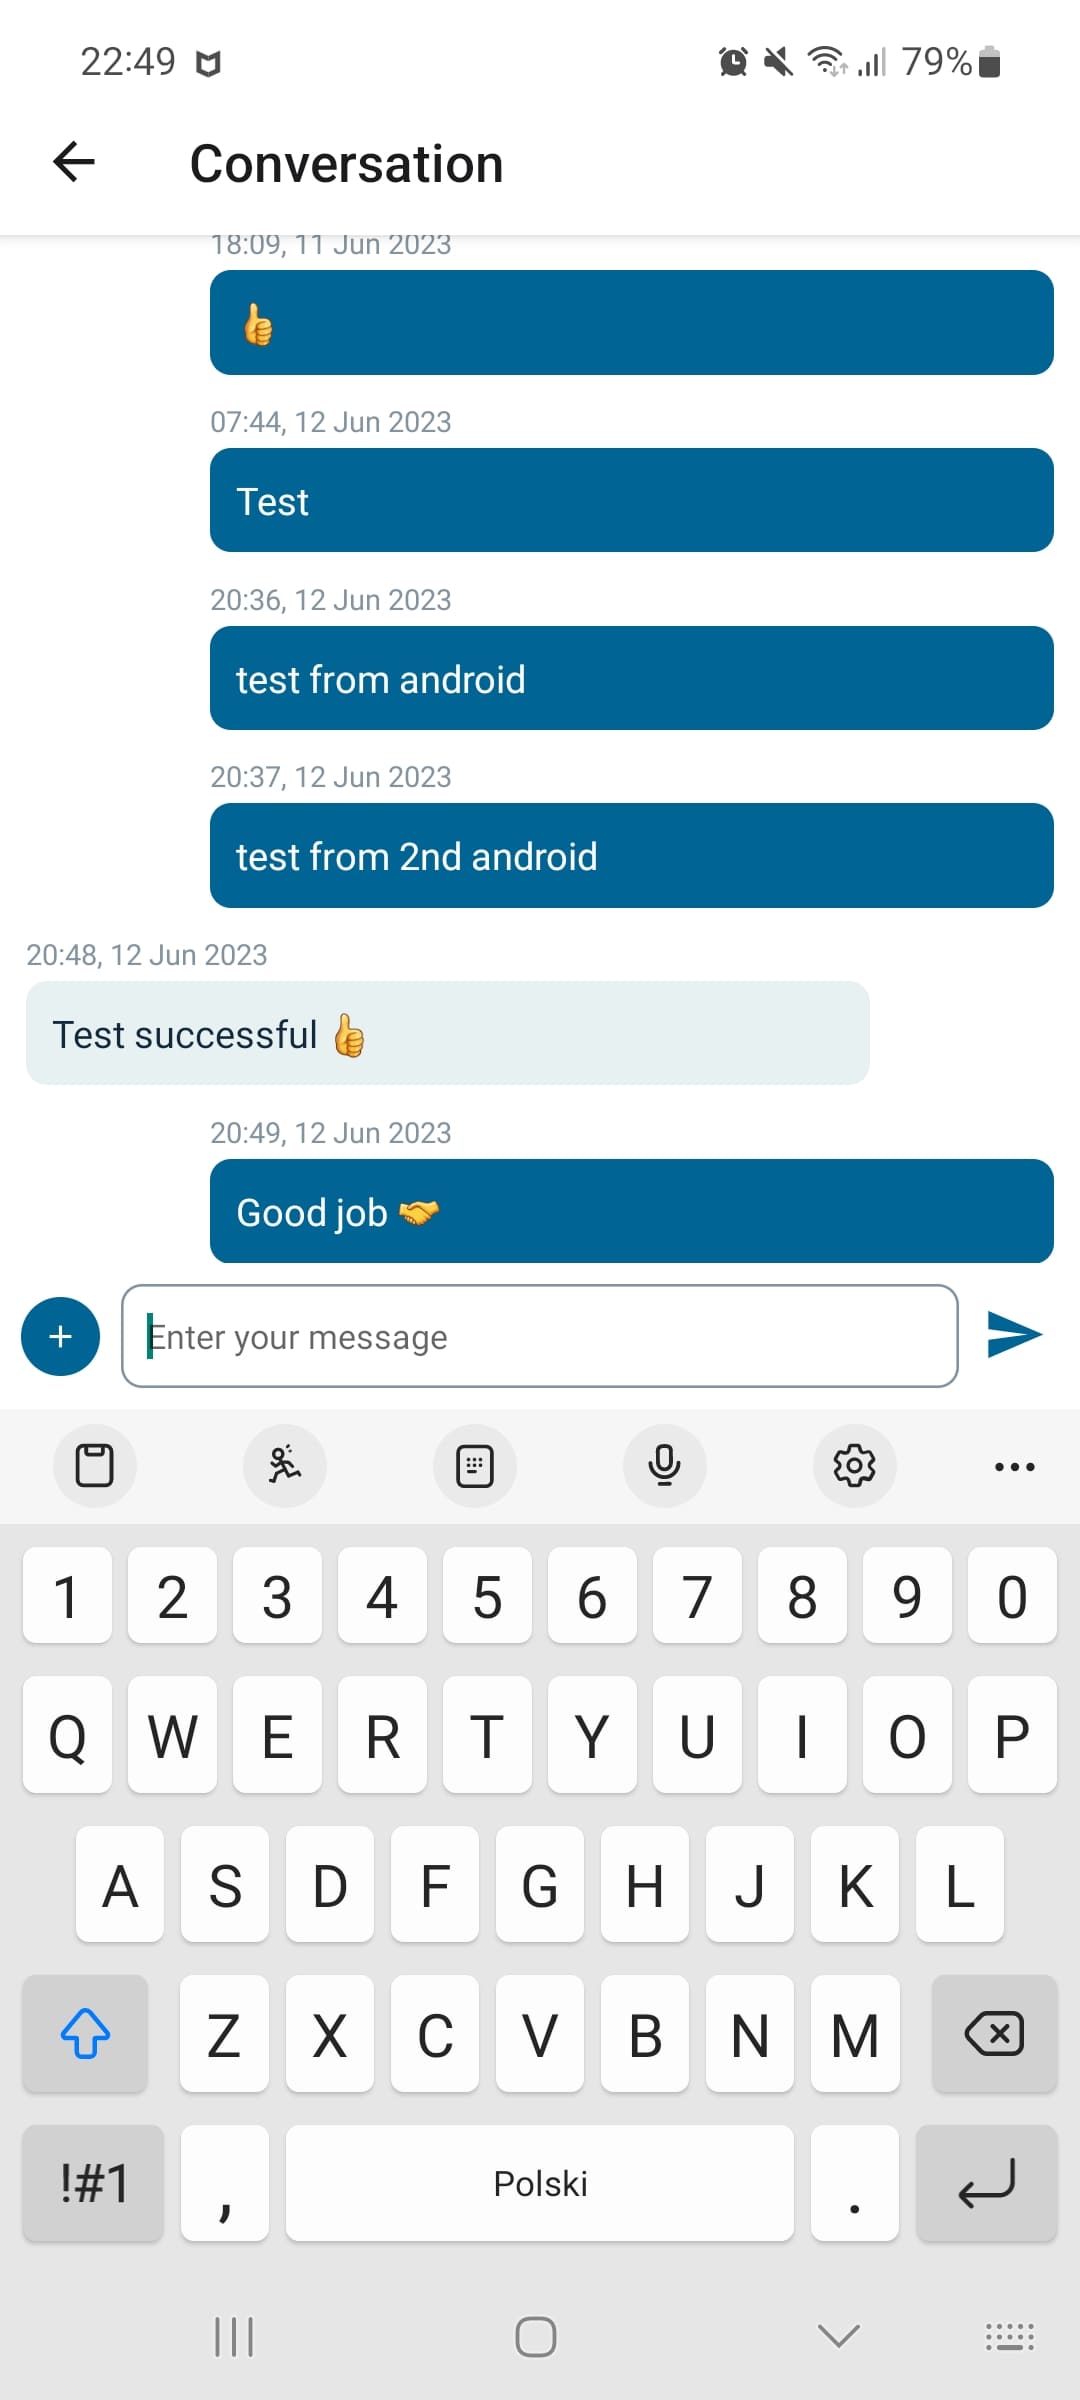 22:49
79%
Conversation
18:09, 11 Jun 2023
👍
07:44, 12 Jun 2023
Test
20:36, 12 Jun 2023
test from android
20:37, 12 Jun 2023
test from 2nd android
20:48, 12 Jun 2023
Test successful 👍
20:49, 12 Jun 2023
Good job 🤝
Enter your message
1 2 3 4 5 6 7 8 9 0
Q W E R T Y U I O P
A S D F G H J K L
Z X C V B N M
!#1 , Polski .